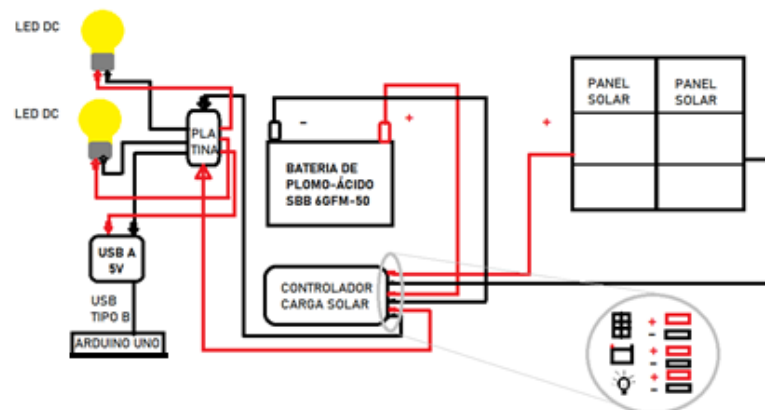 LED DC
LED DC
PLA
TINA
USB A
5V
USB
TIPO B
ARDUINO UNO
- +
BATERIA DE
PLOMO-ÁCIDO
SBB 6GFM-50
CONTROLADOR
CARGA SOLAR
+
PANEL
SOLAR
PANEL
SOLAR
+
-
+
-
+
-